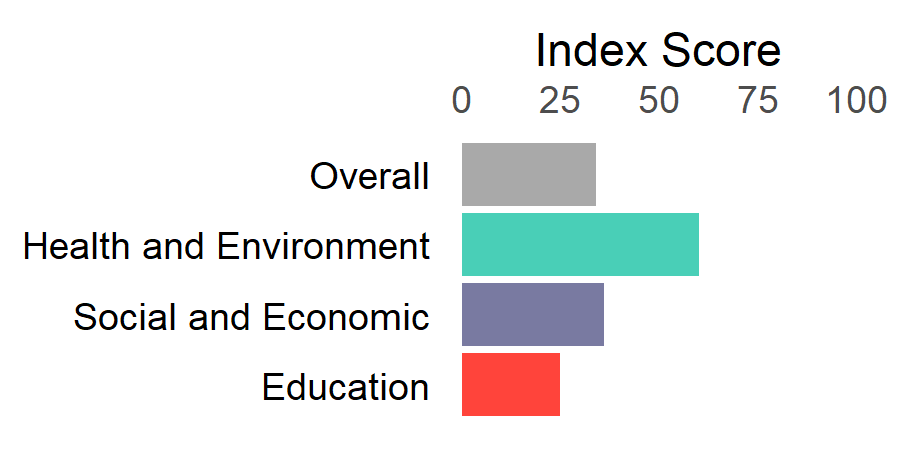 Index Score
0 25 50 75 100
Overall
Health and Environment
Social and Economic
Education